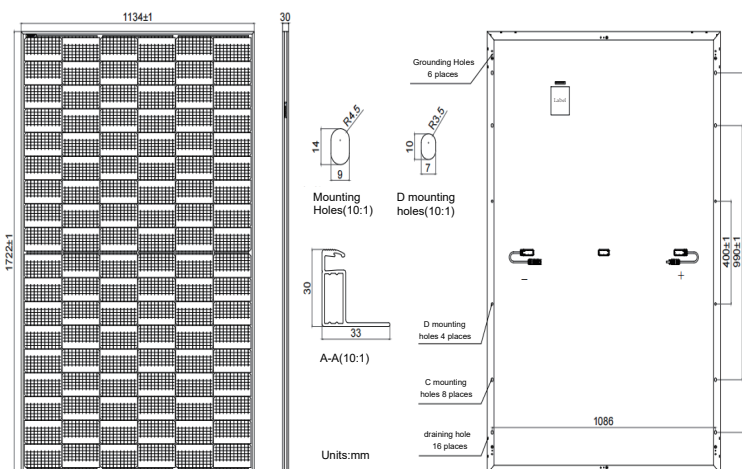 1134±1
30
1722±1
R4.5
14
9
Mounting
Holes(10:1)
R3.5
10
7
D mounting
holes(10:1)
30
33
A-A(10:1)
Units:mm
Grounding Holes
6 places
Label
400±1
990±1
–
+
D mounting
holes 4 places
C mounting
holes 8 places
draining hole
16 places
1086